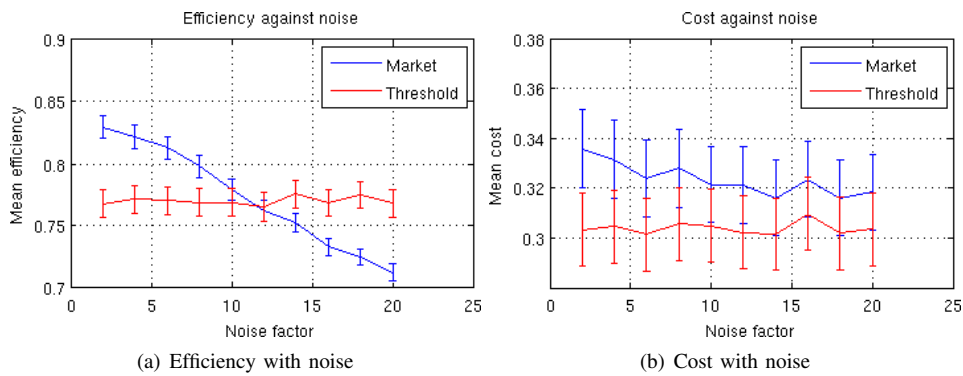 Efficiency against noise
0.9
0.85
0.8
0.75
0.7
Mean efficiency
Market
Threshold
0 5 10 15 20 25
Noise factor
(a) Efficiency with noise
Cost against noise
0.38
0.36
0.34
0.32
0.3
Mean cost
Market
Threshold
0 5 10 15 20 25
Noise factor
(b) Cost with noise